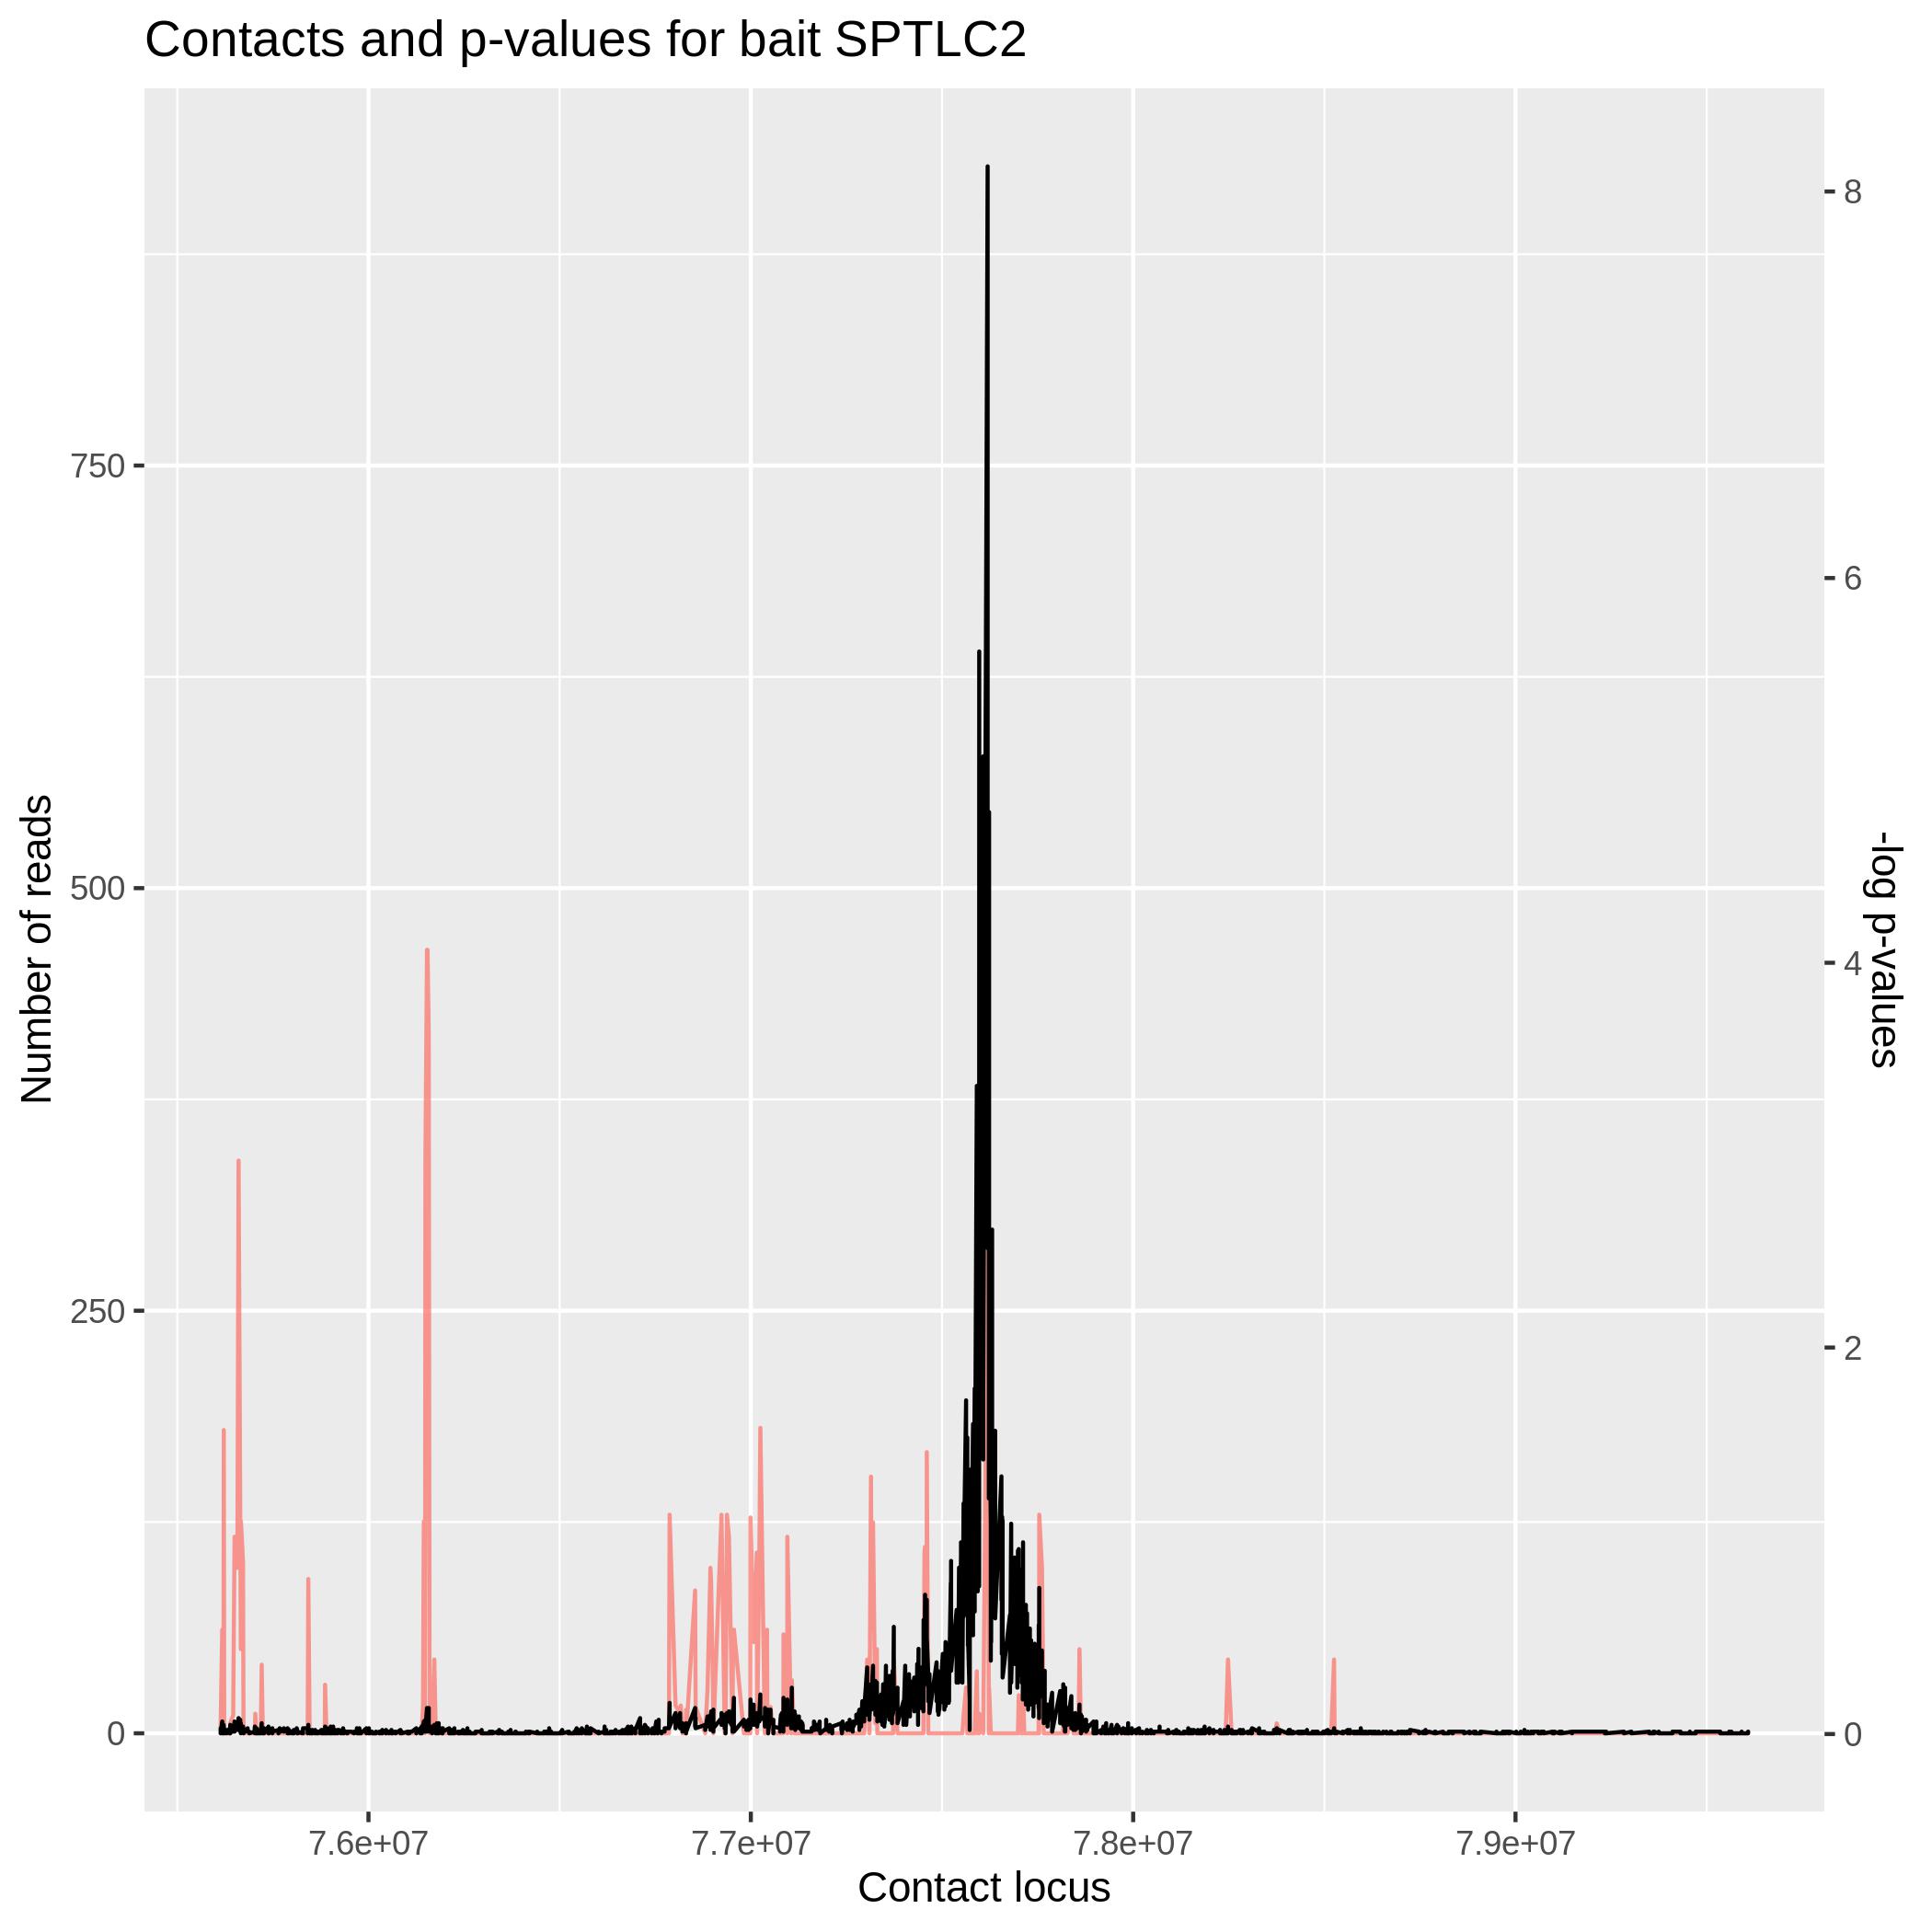 Contacts and p-values for bait SPTLC2
Number of reads
750
500
250
0
8
6
4
2
0
-log p-values
7.6e+07
7.7e+07
7.8e+07
7.9e+07
Contact locus